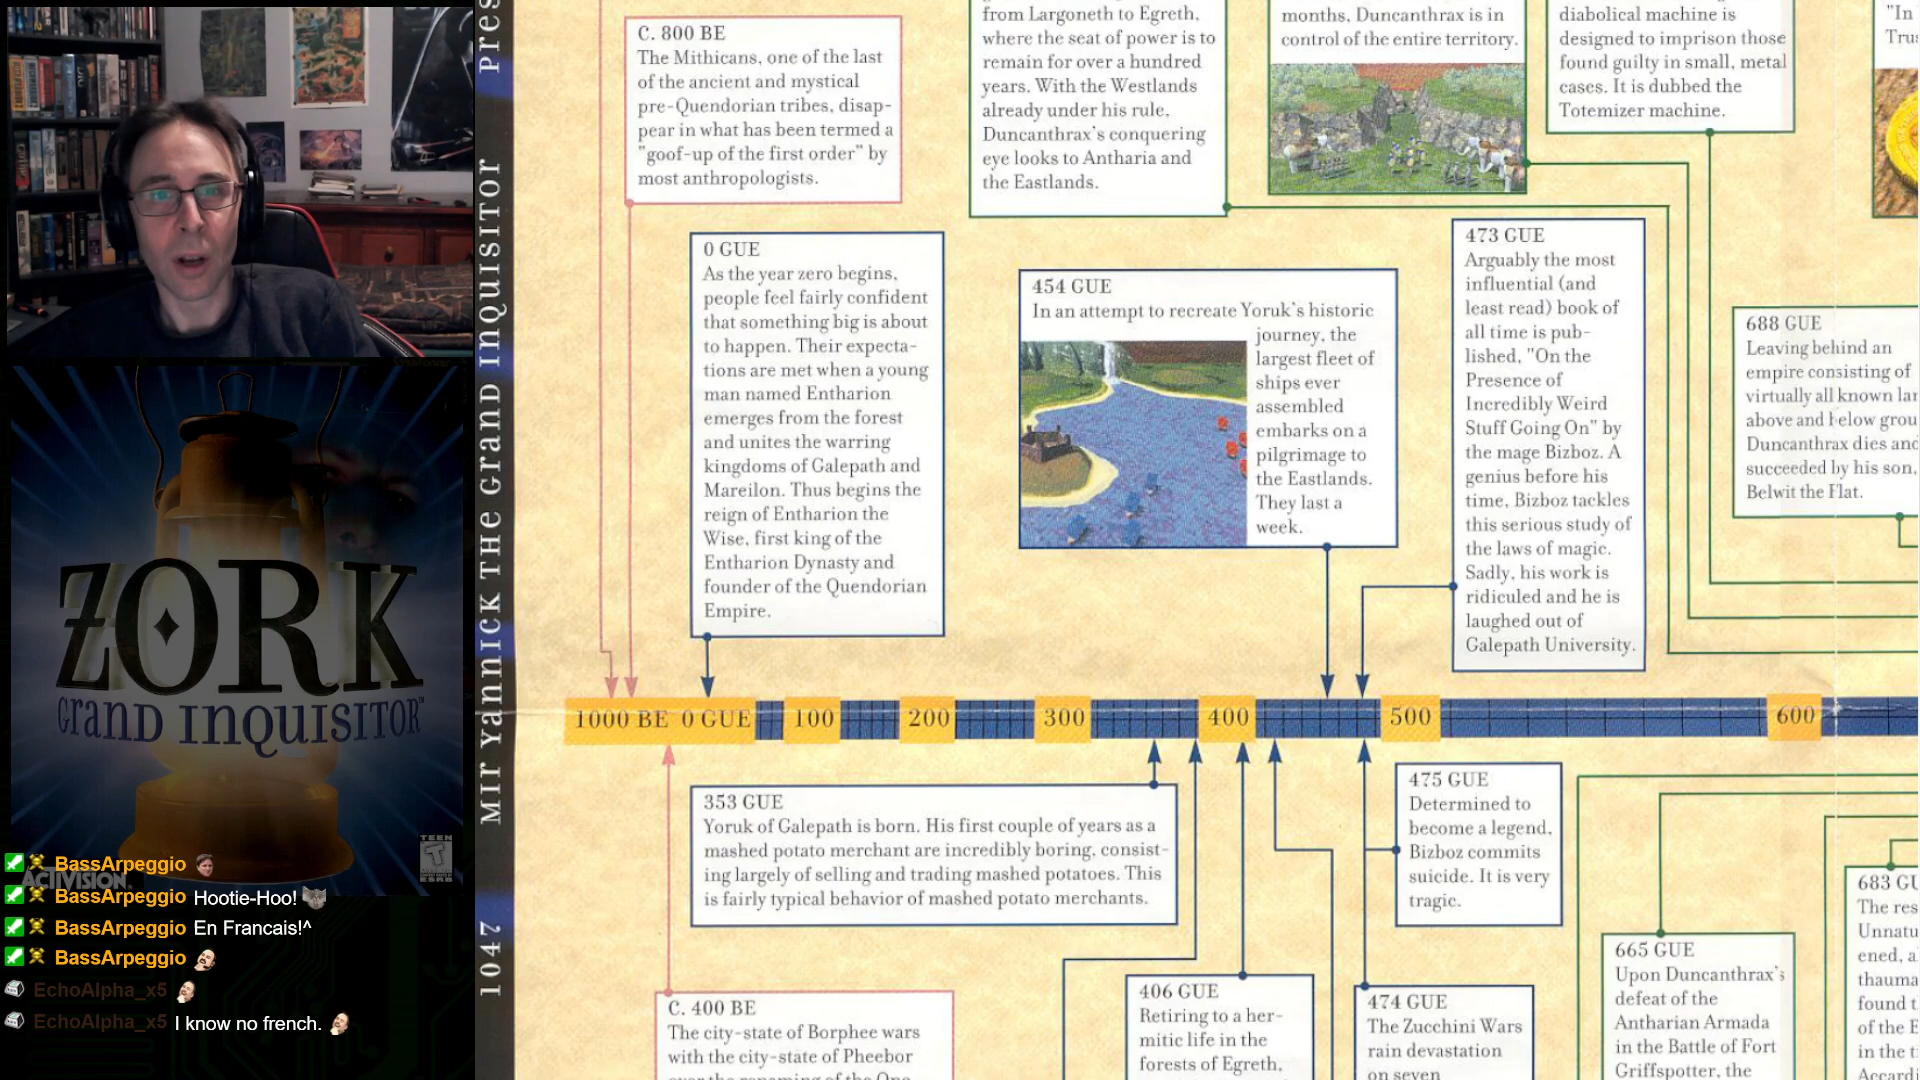 C. 800 BE
The Mithicans, one of the last
of the ancient and mystical
pre-Quendorian tribes, disap-
pear in what has been termed a
"goof-up of the first order" by
most anthropologists.
from Largoneth to Egreth,
where the seat of power is to
remain for over a hundred
years. With the Westlands
already under his rule,
Duncanthrax's conquering
eye looks to Antharia and
the Eastlands.
months, Duncanthrax is in
control of the entire territory.
diabolical machine is
designed to imprison those
found guilty in small, metal
cases. It is dubbed the
Totemizer machine.
"In
0 GUE
As the year zero begins,
people feel fairly confident
that something big is about
to happen. Their expecta-
tions are met when a young
man named Entharion
emerges from the forest
and unites the warring
kingdoms of Galepath and
Mareilon. Thus begins the
reign of Entharion the
Wise, first king of the
Entharion Dynasty and
founder of the Quendorian
Empire.
454 GUE
In an attempt to recreate Yoruk's historic
journey, the
largest fleet of
ships ever
assembled
embarks on a
pilgrimage to
the Eastlands.
They last a
week.
473 GUE
Arguably the most
influential (and
least read) book of
all time is pub-
lished, "On the
Presence of
Incredibly Weird
Stuff Going On" by
the mage Bizboz. A
genius before his
time, Bizboz tackles
this serious study of
the laws of magic.
Sadly, his work is
ridiculed and he is
laughed out of
Galepath University.
688 GUE
Leaving behind an
empire consisting of
virtually all known
above and below
Duncanthrax dies and
succeeded by his son,
Belwit the Flat.
1000 BE 0 GUE 100 200 300 400 500 600
353 GUE
Yoruk of Galepath is born. His first couple of years as a
mashed potato merchant are incredibly boring, consist-
ing largely of selling and trading mashed potatoes. This
is fairly typical behavior of mashed potato merchants.
475 GUE
Determined to
become a legend,
Bizboz commits
suicide. It is very
tragic.
C. 400 BE
The city-state of Borphee wars
with the city-state of Pheebor
406 GUE
Retiring to a her-
mitic life in the
forests of Egreth,
474 GUE
The Zucchini Wars
rain devastation
on seven
665 GUE
Upon Duncanthrax's
defeat of the
Antharian Armada
in the Battle of Fort
Griffspotter, the
683
The
ened,
found
of the
in the
1047 MIR YANNICK THE GRAND INQUISITOR Pres
ZORK
GRAND INQUISITOR™
ACTIVISION
TEEN
T
ESRB
BassArpeggio
BassArpeggio Hootie-Hoo!
BassArpeggio En Francais!^
BassArpeggio
EchoAlpha_x5
EchoAlpha_x5 I know no french.